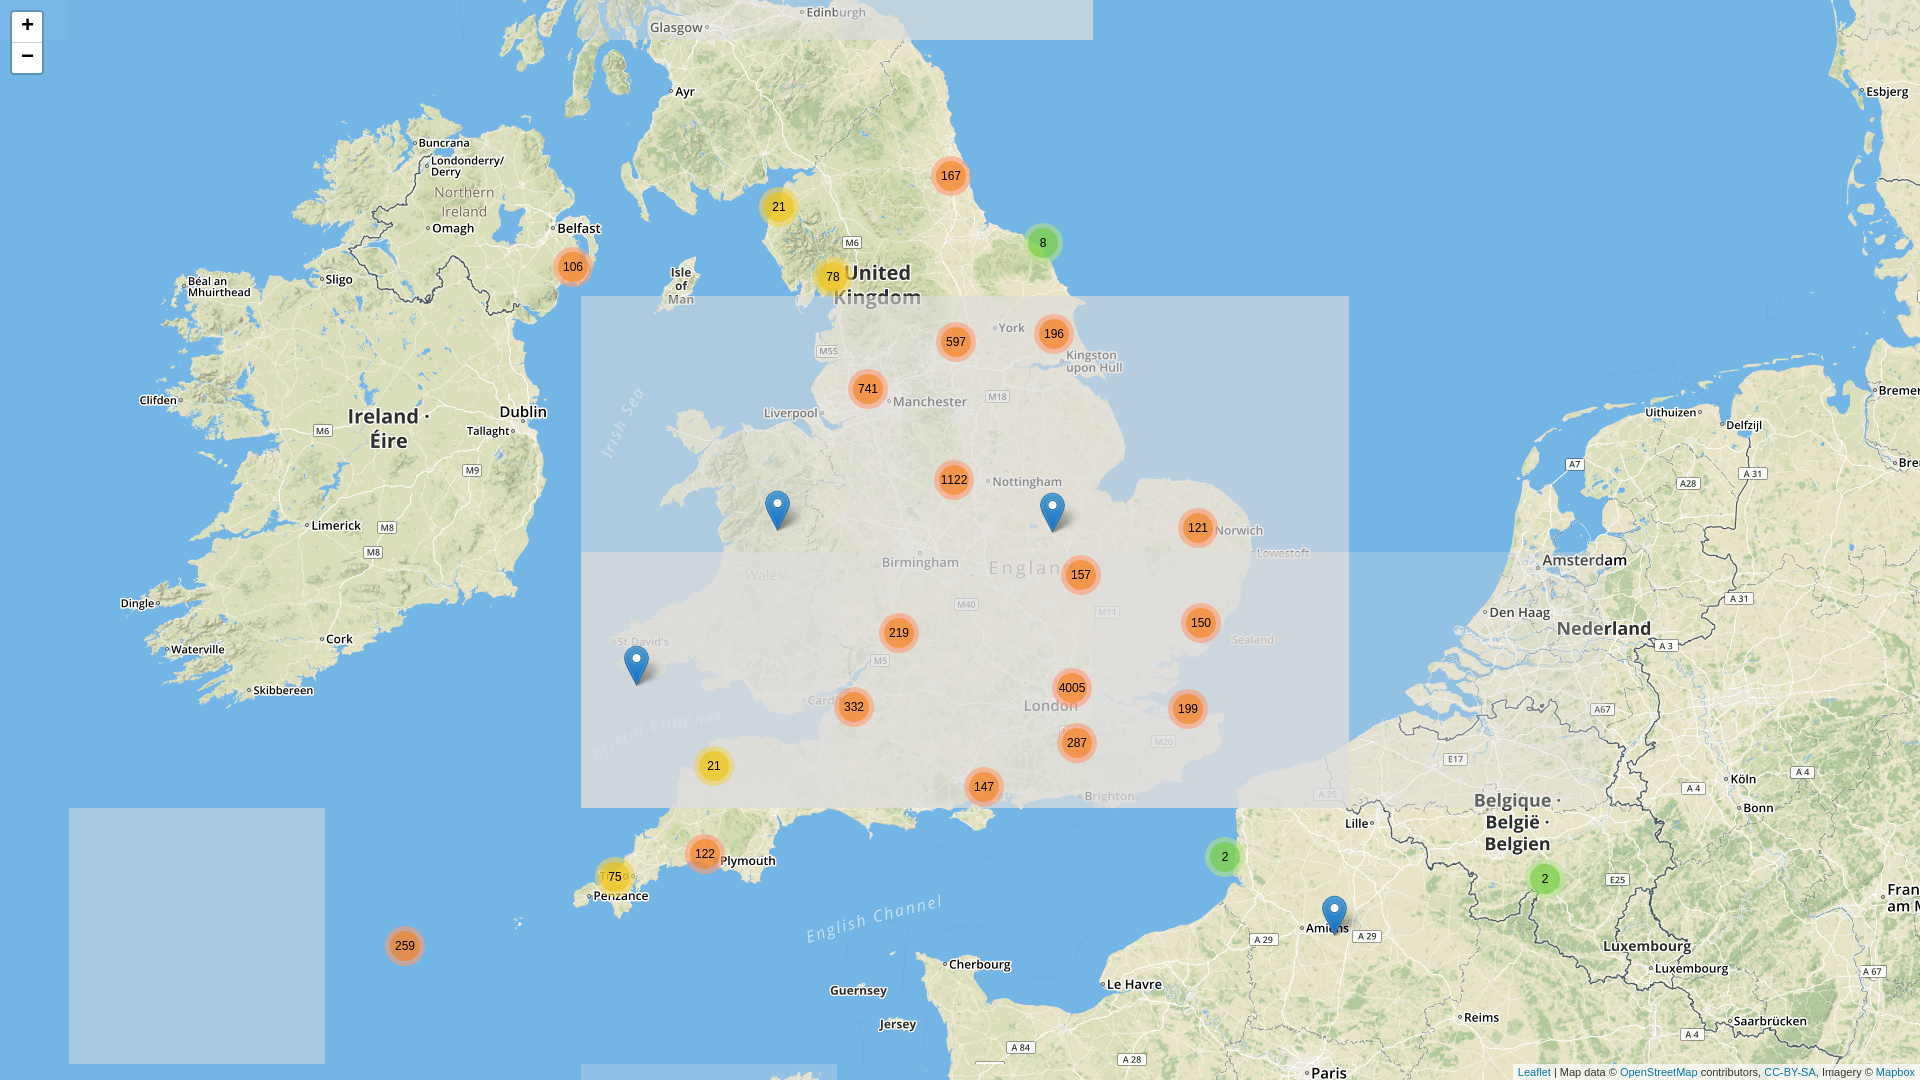 +
−
Edinburgh
Glasgow
Ayr
Esbjerg
Buncrana
Londonderry/
Derry
Northern
Ireland
Omagh
Belfast
167
21
M6
8
106
78
United
Kingdom
Isle
of
Man
Sligo
Béal an
Mhuirthead
York
196
597
M55
Kingston
upon Hull
741
Manchester
M18
Liverpool
Irish Sea
Clifden
Ireland ·
Éire
Dublin
Tallaght
M6
M9
Uithuizen
Delfzijl
Bremer
Bre
A7
A 31
A28
1122
Nottingham
121
Norwich
Lowestoft
Limerick
M8
M8
Birmingham
Englan
157
Wales
Amsterdam
M40
M11
Dingle
Cork
Waterville
Skibbereen
219
150
Sealand
Den Haag
A 31
Nederland
A 3
St David's
M5
4005
London
332
Cardi
199
A67
Bristol Channel
287
M20
E17
21
147
Brighton
A 25
Köln
A 4
A 4
Bonn
Belgique ·
België ·
Belgien
Lille
122
Plymouth
75
Penzance
2
2
E25
Fran
am M
English Channel
Amiens
A 29
A 29
259
Luxembourg
Luxembourg
A 67
Cherbourg
Le Havre
Guernsey
Jersey
Reims
Saarbrücken
A 4
A 84
A 28
Paris
Leaflet | Map data © OpenStreetMap contributors, CC-BY-SA, Imagery © Mapbox